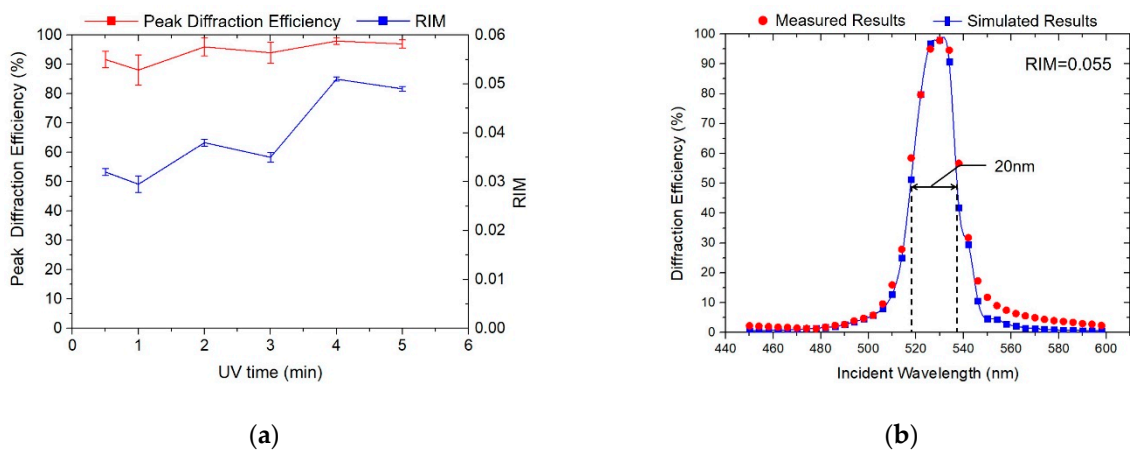 Peak Diffraction Efficiency RIM
Peak Diffraction Efficiency (%)
100
90
80
70
60
50
40
30
20
10
0
0.06
0.05
0.04
0.03
0.02
0.01
0.00
RIM
0 1 2 3 4 5 6
UV time (min)
(a)
Measured Results Simulated Results
Diffraction Efficiency (%)
100
90
80
70
60
50
40
30
20
10
0
RIM=0.055
20nm
440 460 480 500 520 540 560 580 600
Incident Wavelength (nm)
(b)